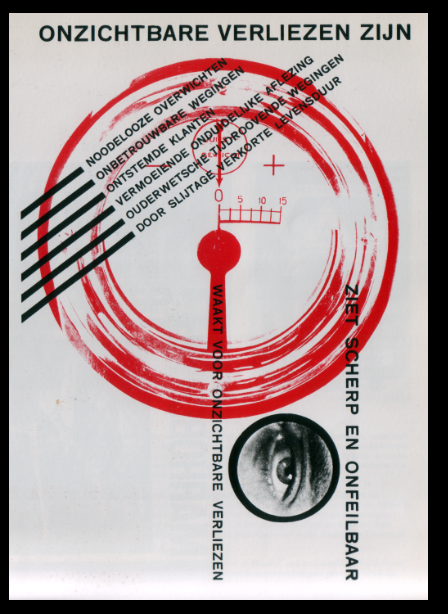 ONZICHTBARE VERLIEZEN ZIJN
NOODELOOZE OVERWICHTEN
ONBETROUWBARE WEGINGEN
ONTSTEMDE KLANTEN
VERMOEIENDE ONDUIDELIJKE AFLEZING
OUDERWETSCHE TIJDROOVENDE WEGINGEN
DOOR SLIJTAGE VERKORTE LEVENSDUUR
0 5 10 15
WAAKT VOOR ONZICHTBARE VERLIEZEN
ZIET SCHERP EN ONFEILBAAR